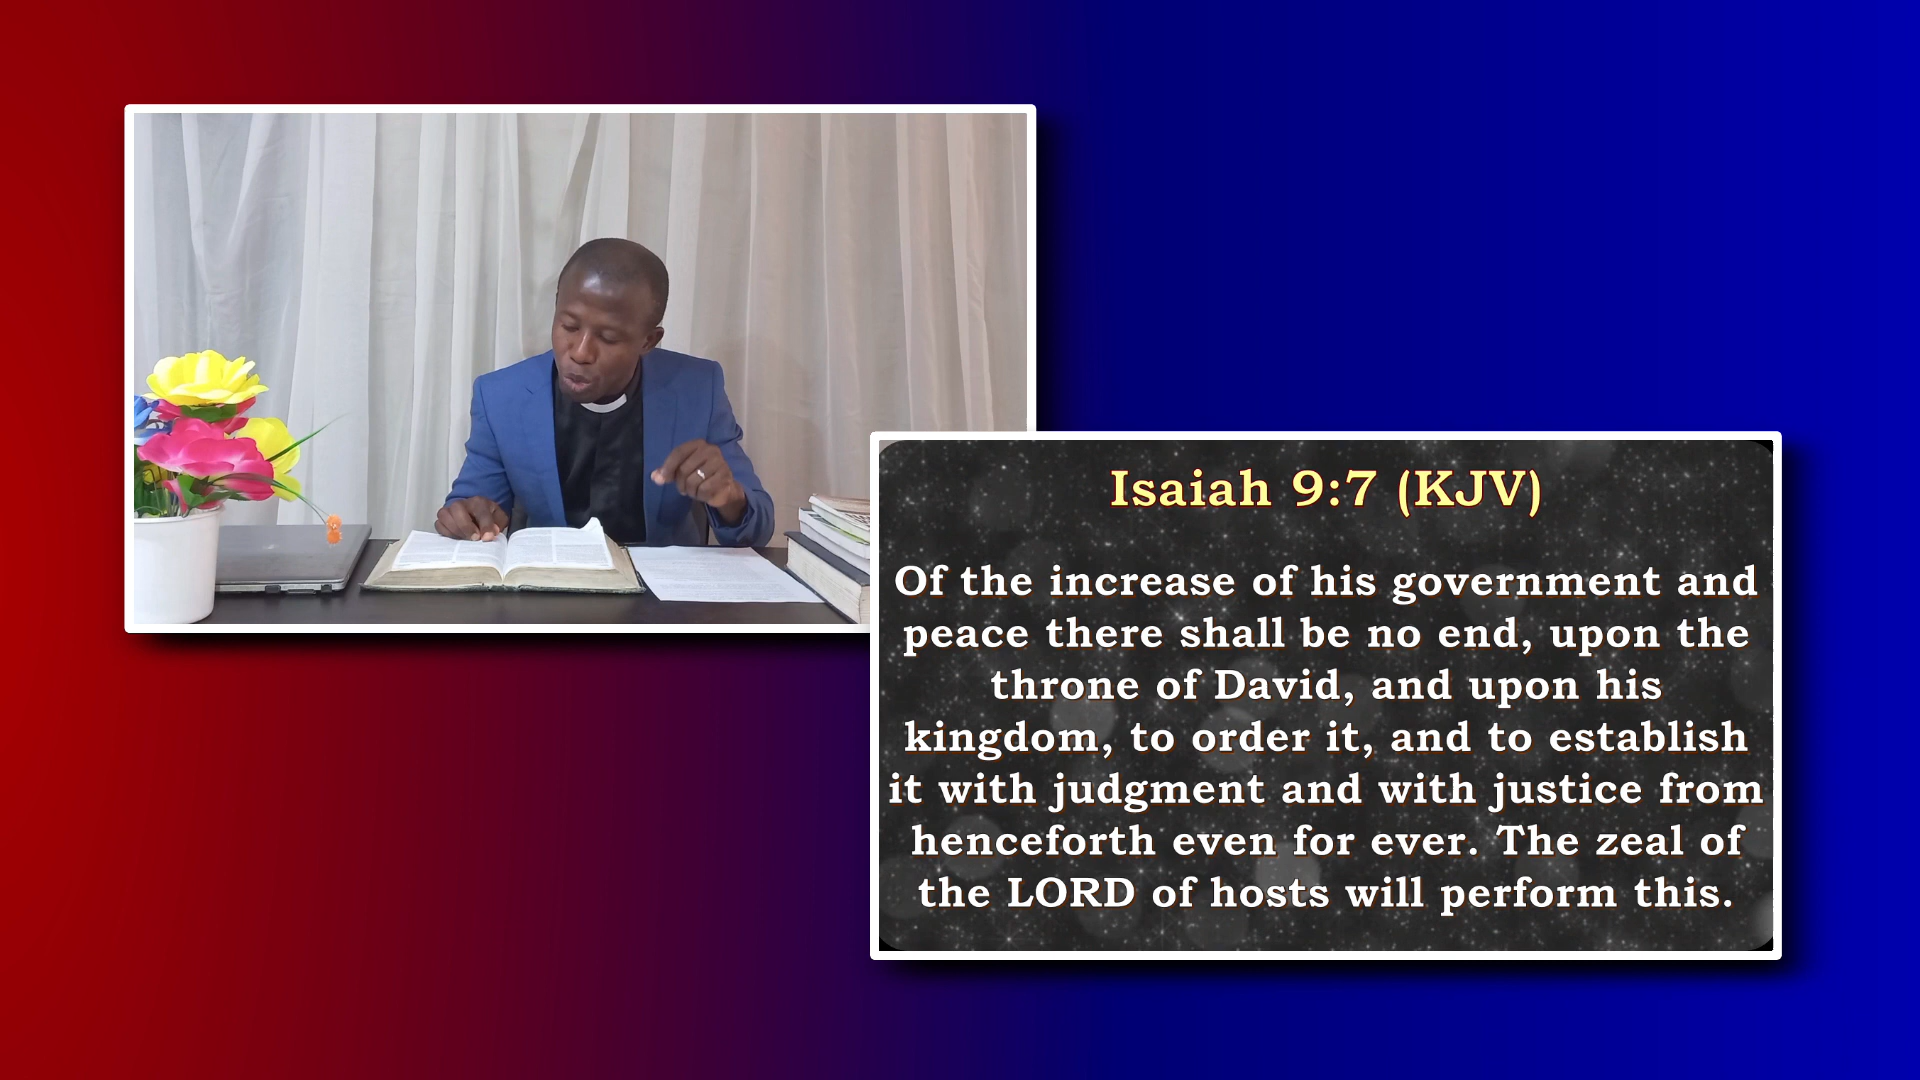 Isaiah 9:7 (KJV)
Of the increase of his government and
peace there shall be no end, upon the
throne of David, and upon his
kingdom, to order it, and to establish
it with judgment and with justice from
henceforth even for ever. The zeal of
the LORD of hosts will perform this.